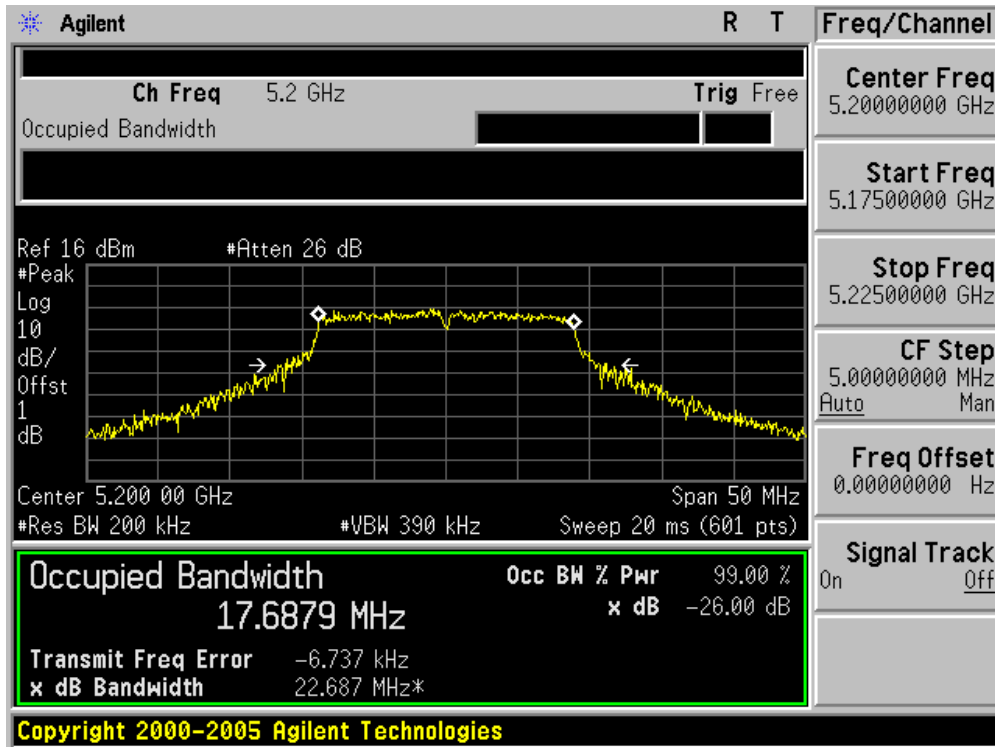 Agilent
R T
Freq/Channel
Ch Freq 5.2 GHz
Trig Free
Occupied Bandwidth
Center Freq
5.20000000 GHz
Start Freq
5.17500000 GHz
Stop Freq
5.22500000 GHz
CF Step
5.00000000 MHz
Auto Man
Freq Offset
0.00000000 Hz
Signal Track
On Off
Ref 16 dBm
#Atten 26 dB
#Peak
Log
10
dB/
Offst
1
dB
Center 5.200 00 GHz
Span 50 MHz
#Res BW 200 kHz
#VBW 390 kHz
Sweep 20 ms (601 pts)
Occupied Bandwidth
17.6879 MHz
Occ BW % Pwr 99.00 %
x dB -26.00 dB
Transmit Freq Error -6.737 kHz
x dB Bandwidth 22.687 MHz*
Copyright 2000-2005 Agilent Technologies